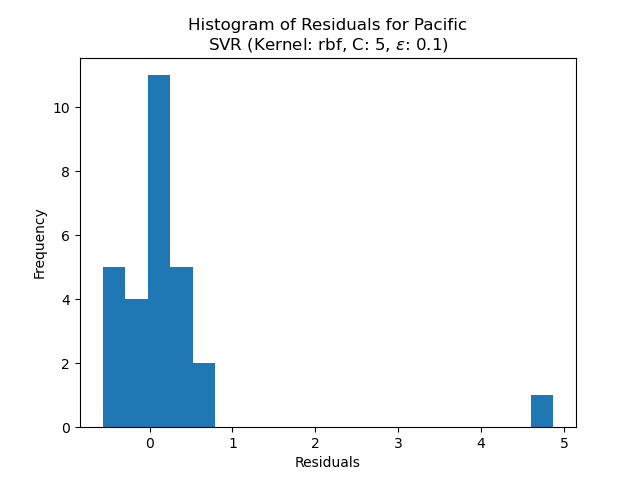 Histogram of Residuals for Pacific
SVR (Kernel: rbf, C: 5, ε: 0.1)
Frequency
10
8
6
4
2
0
0 1 2 3 4 5
Residuals